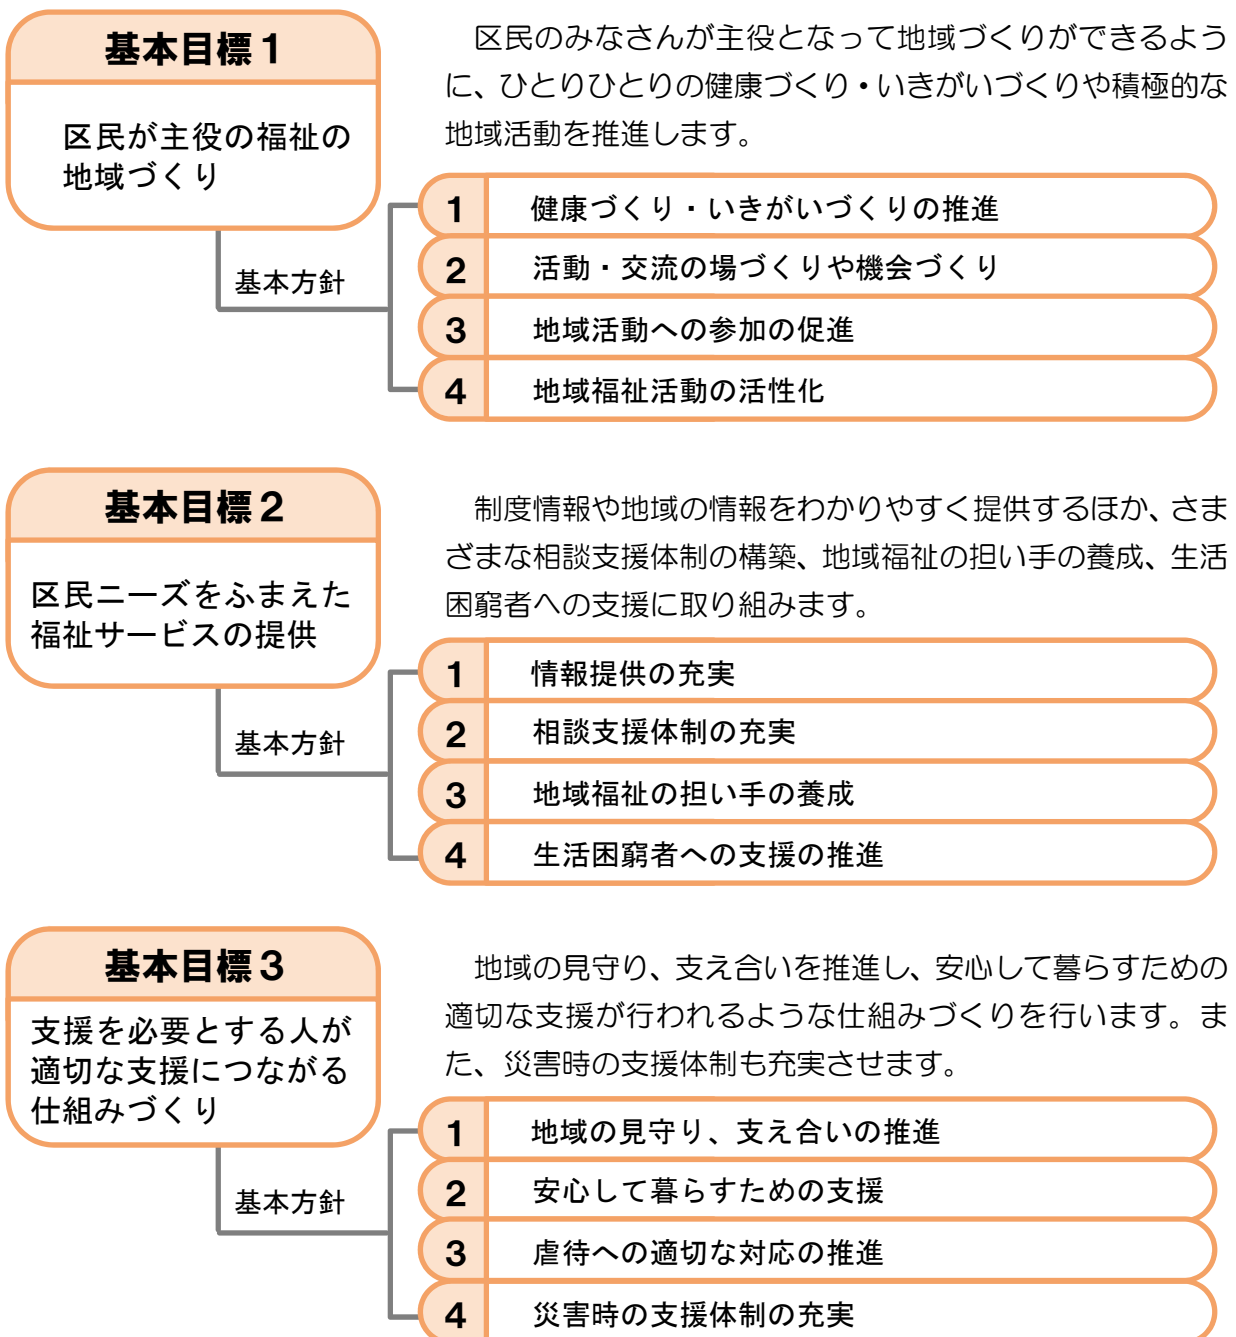 基本目標１
区民が主役の福祉の
地域づくり
区民のみなさんが主役となって地域づくりができるよう
に、ひとりひとりの健康づくり・いきがいづくりや積極的な
地域活動を推進します。
基本方針
1 健康づくり・いきがいづくりの推進
2 活動・交流の場づくりや機会づくり
3 地域活動への参加の促進
4 地域福祉活動の活性化
基本目標２
区民ニーズをふまえた
福祉サービスの提供
制度情報や地域の情報をわかりやすく提供するほか、さま
ざまな相談支援体制の構築、地域福祉の担い手の養成、生活
困窮者への支援に取り組みます。
基本方針
1 情報提供の充実
2 相談支援体制の充実
3 地域福祉の担い手の養成
4 生活困窮者への支援の推進
基本目標３
支援を必要とする人が
適切な支援につながる
仕組みづくり
地域の見守り、支え合いを推進し、安心して暮らすための
適切な支援が行われるような仕組みづくりを行います。ま
た、災害時の支援体制も充実させます。
基本方針
1 地域の見守り、支え合いの推進
2 安心して暮らすための支援
3 虐待への適切な対応の推進
4 災害時の支援体制の充実